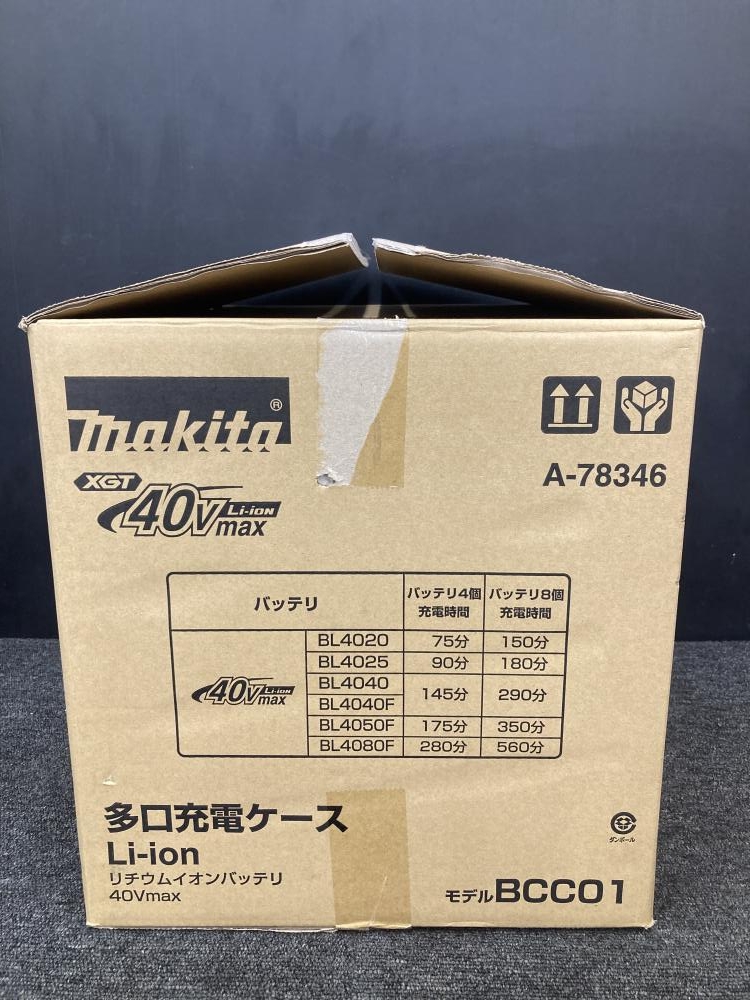 makita®
A-78346
XGT
40Vmax Li-ion
バッテリ
バッテリ4個
充電時間
バッテリ8個
充電時間
40Vmax Li-ion
BL4020 75分 150分
BL4025 90分 180分
BL4040
BL4040F
145分 290分
BL4050F 175分 350分
BL4080F 280分 560分
多口充電ケース
Li-ion
リチウムイオンバッテリ
40Vmax
ダンボール
モデルBCC01